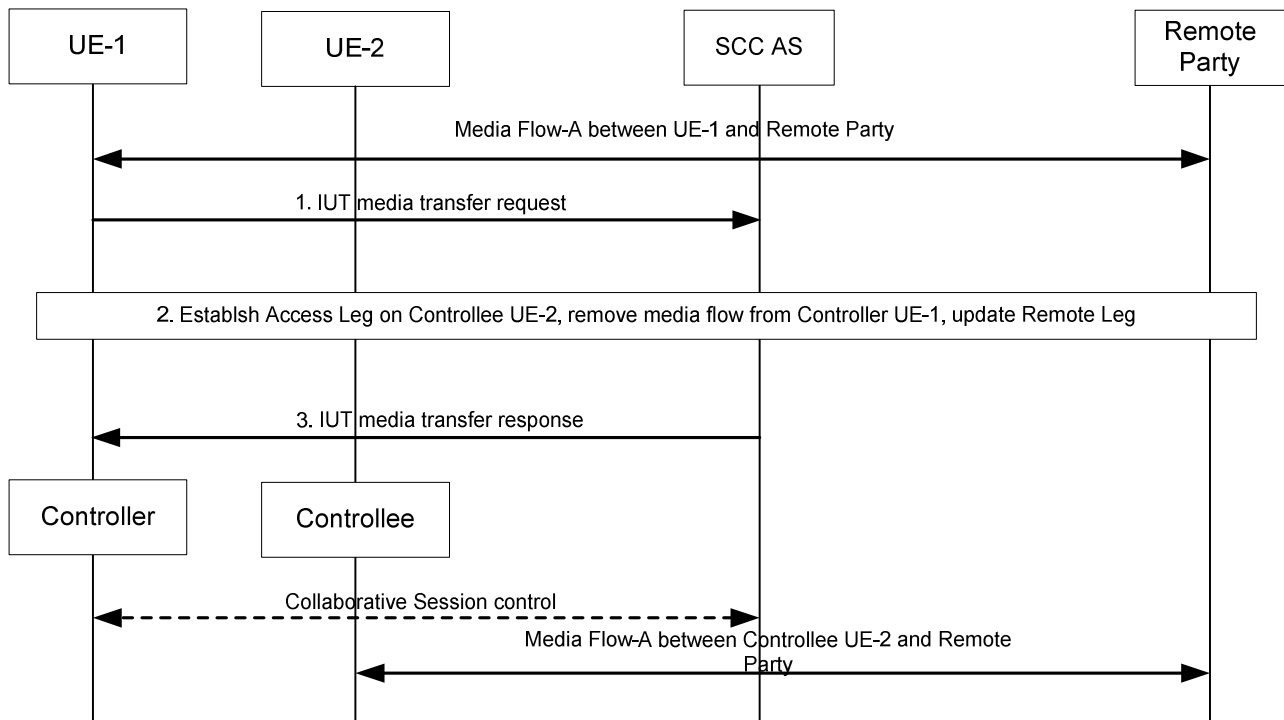 UE-1
UE-2
SCC AS
Remote
Party
Media Flow-A between UE-1 and Remote Party
1. IUT media transfer request
2. Establsh Access Leg on Controllee UE-2, remove media flow from Controller UE-1, update Remote Leg
3. IUT media transfer response
Controller
Controllee
Collaborative Session control
Media Flow-A between Controllee UE-2 and Remote
Party